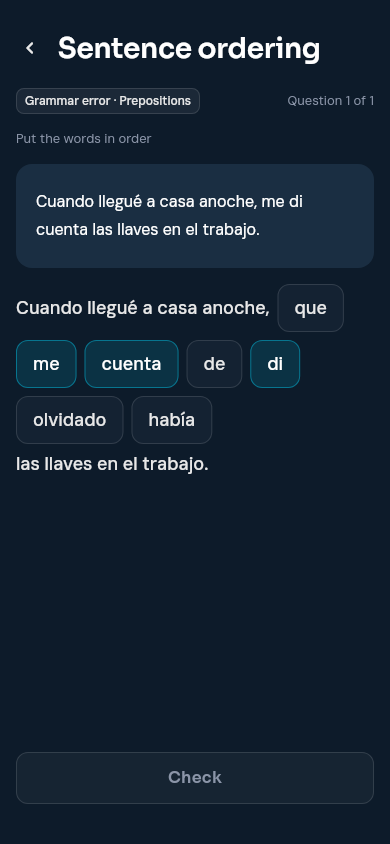 Sentence ordering
Grammar error · Prepositions
Question 1 of 1
Put the words in order
Cuando llegué a casa anoche, me di
cuenta las llaves en el trabajo.
Cuando llegué a casa anoche, que
me cuenta de di
olvidado había
las llaves en el trabajo.
Check